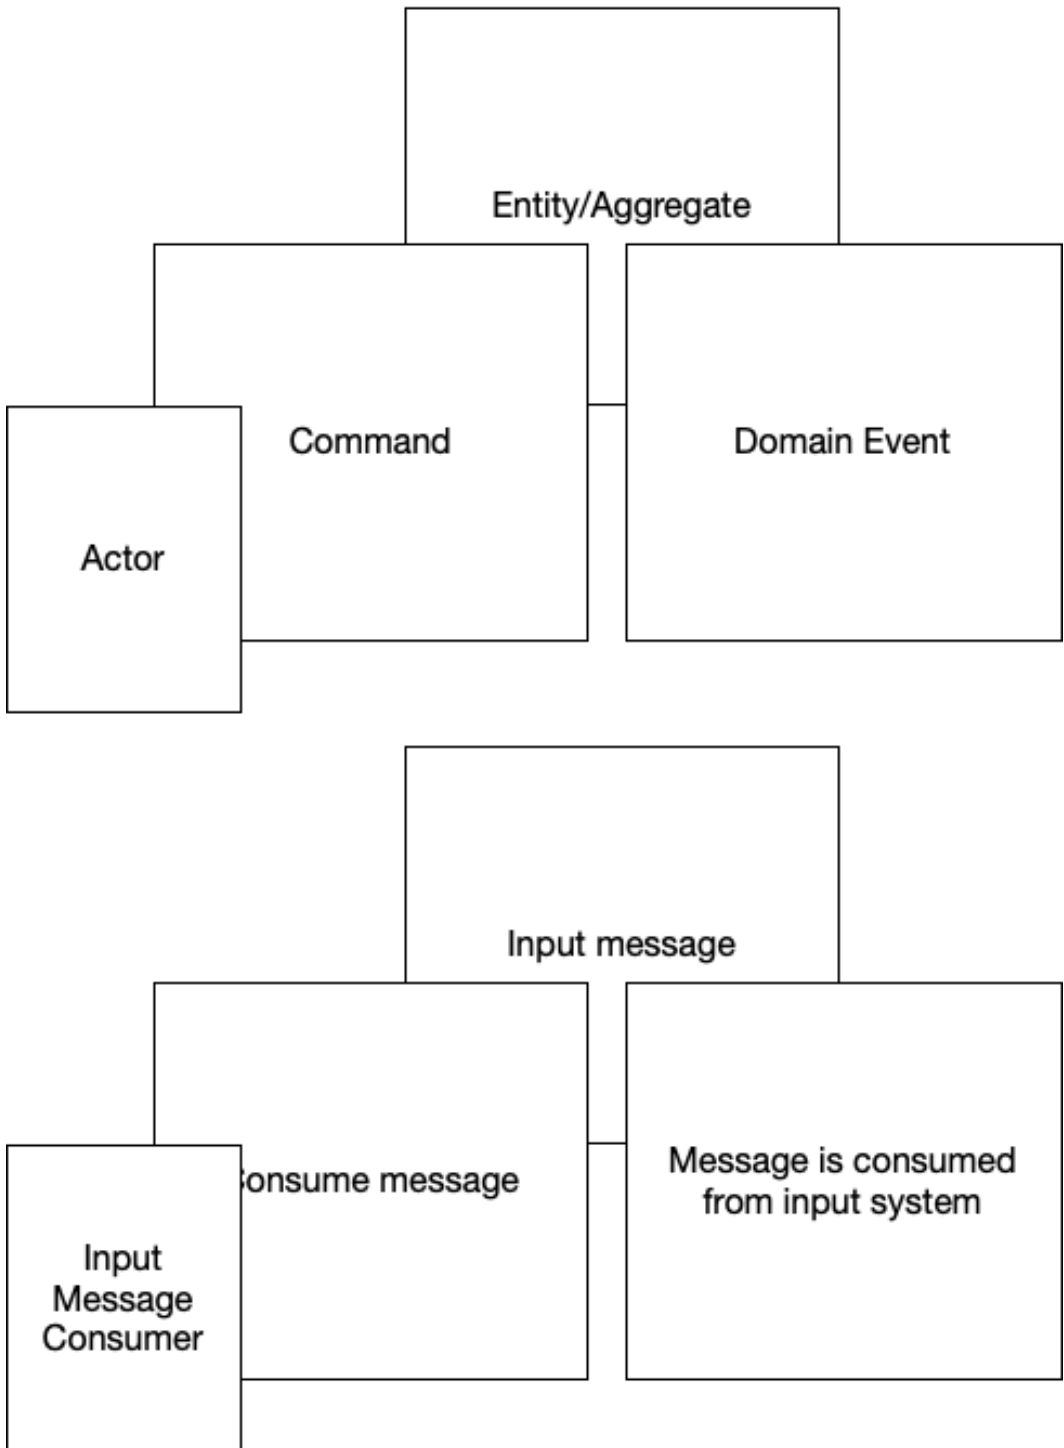 Entity/Aggregate
Command
Domain Event
Actor
Input message
onsume message
Message is consumed
from input system
Input
Message
Consumer